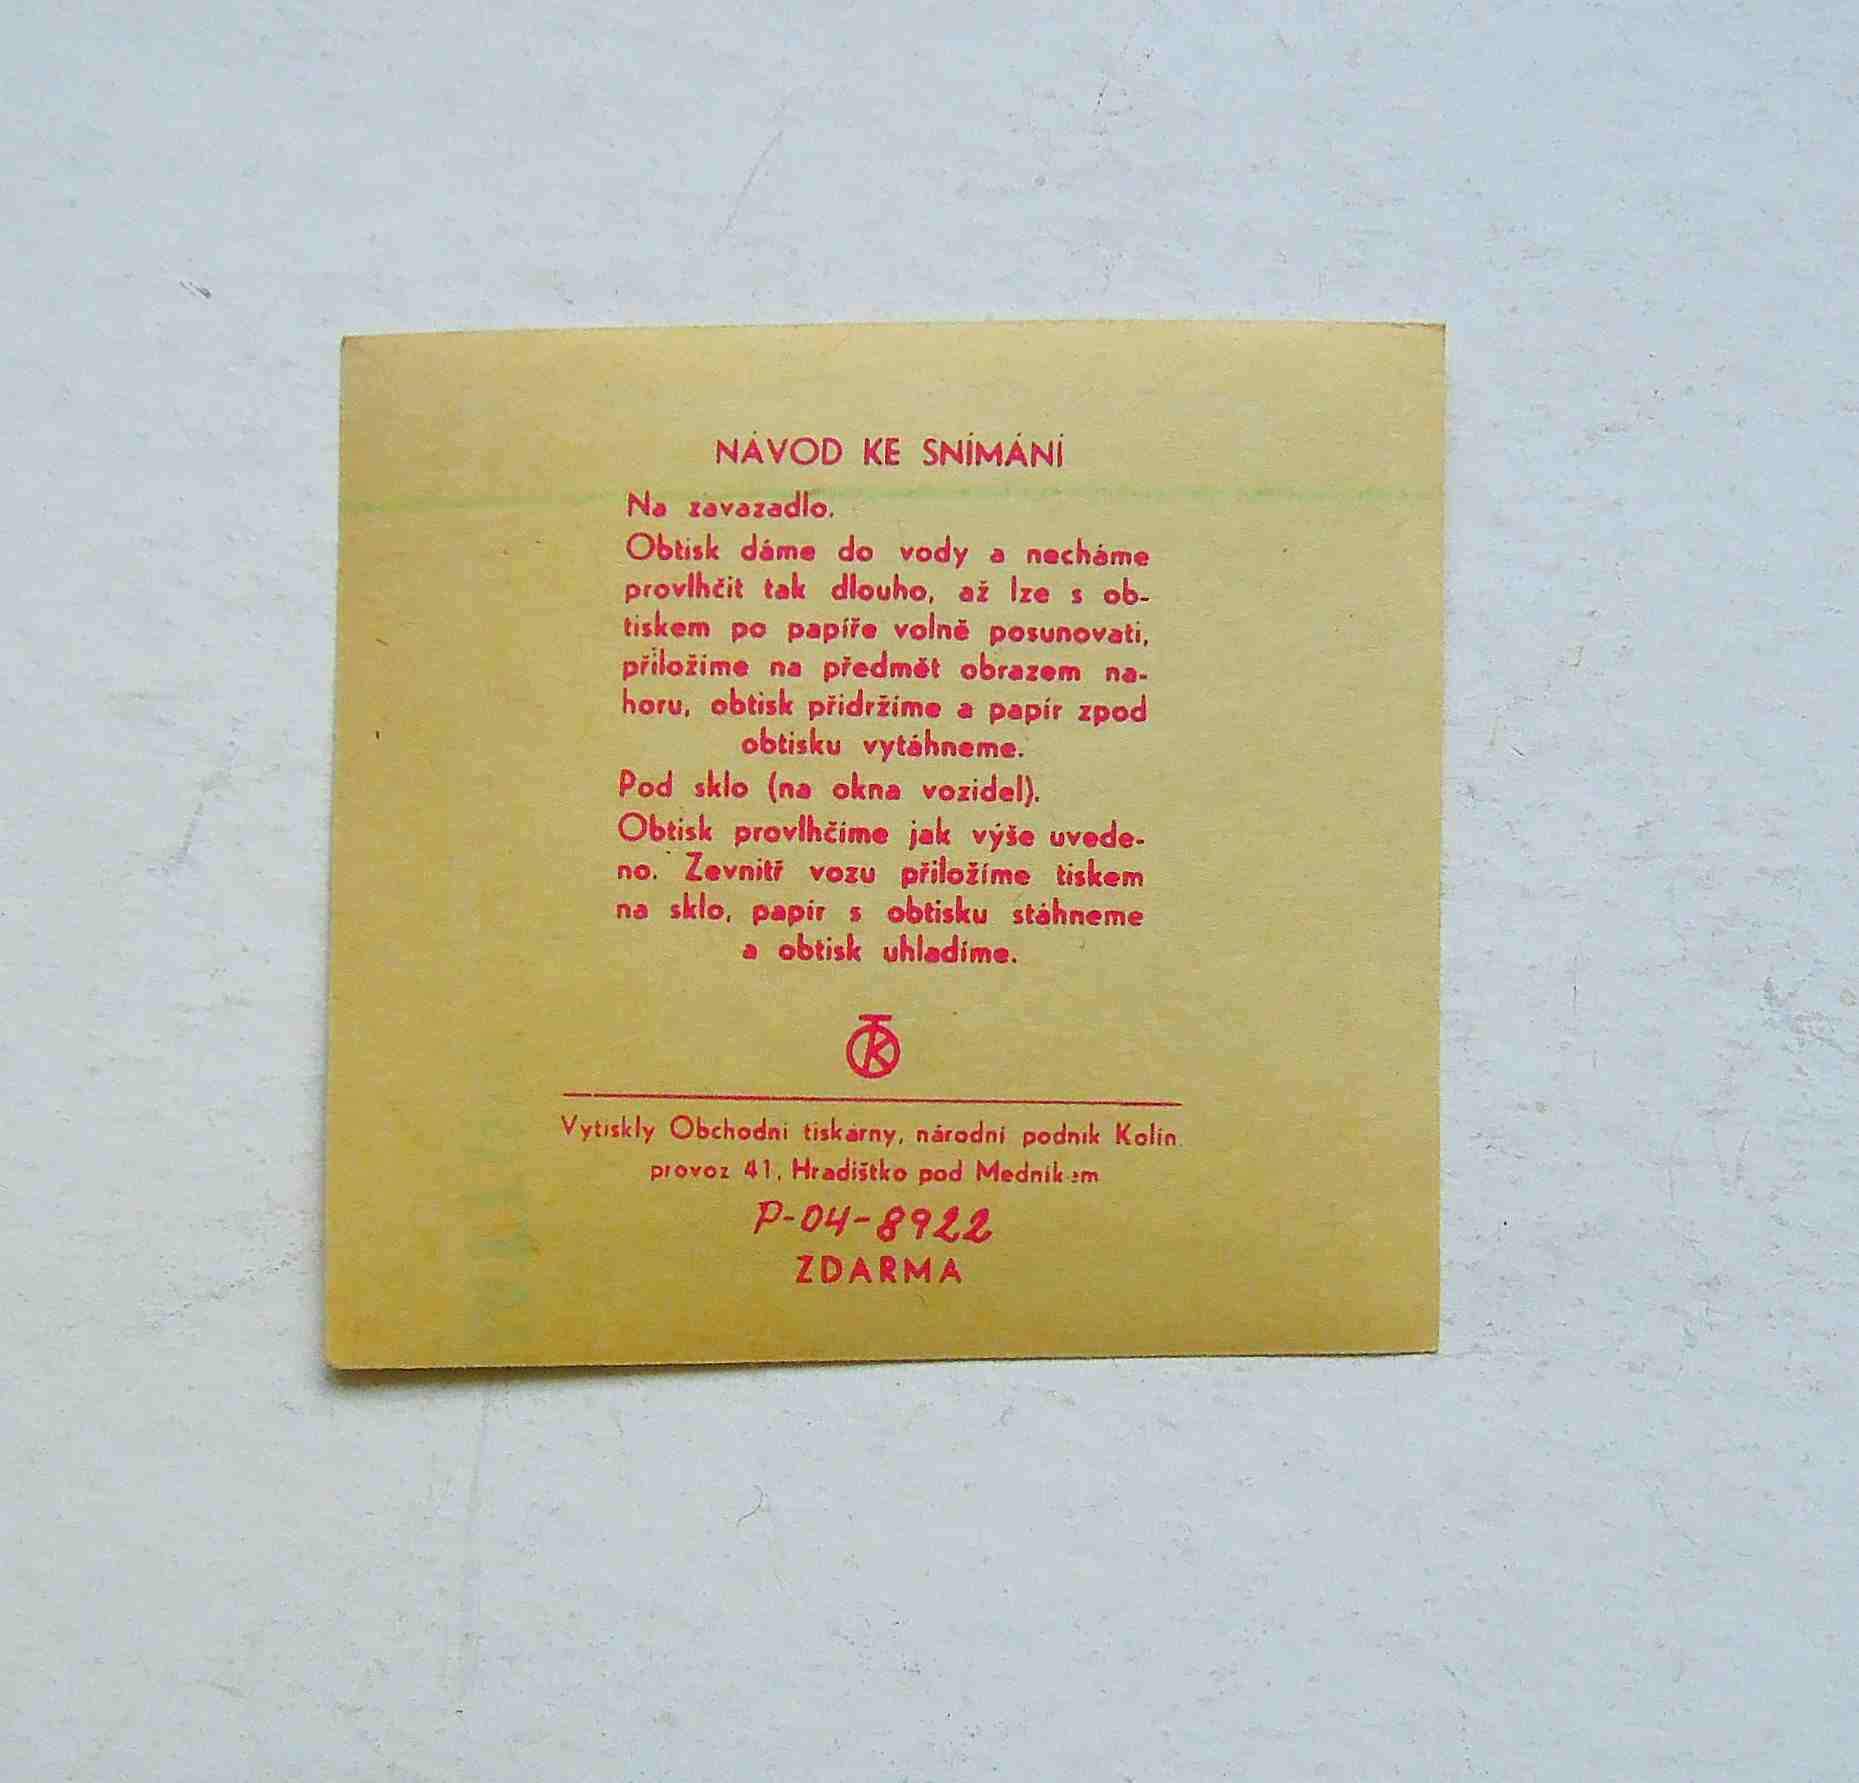 NÁVOD KE SNÍMÁNÍ
Na zavazadlo.
Obtisk dáme do vody a necháme
provlhčit tak dlouho, až lze s ob-
tiskem po papíře volně posunovati,
přiložíme na předmět obrazem na-
horu, obtisk přidržíme a papír zpod
obtisku vytáhneme.
Pod sklo (na okna vozidel).
Obtisk provlhčíme jak výše uvede-
no. Zevnitř vozu přiložíme tiskem
na sklo, papír s obtisku stáhneme
a obtisk uhladíme.
Vytiskly Obchodní tiskárny, národní podnik Kolín
provoz 41, Hradištko pod Medníkem
P-04-8922
ZDARMA